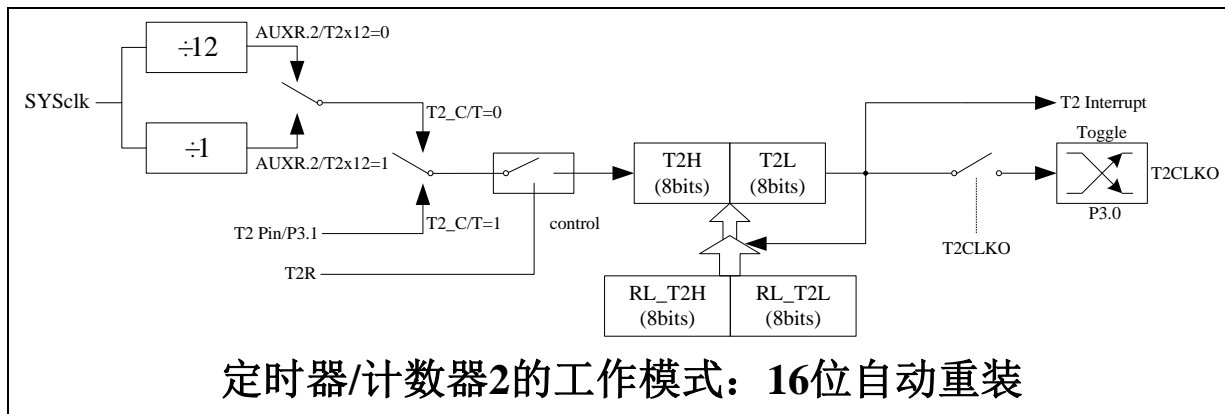 ÷12
AUXR.2/T2x12=0
SYSclk
÷1
AUXR.2/T2x12=1
T2_C/T=0
T2_C/T=1
T2 Pin/P3.1
T2R
control
T2H
(8bits)
T2L
(8bits)
RL_T2H
(8bits)
RL_T2L
(8bits)
T2 Interrupt
Toggle
T2CLKO
P3.0
T2CLKO
定时器/计数器2的工作模式：16位自动重装